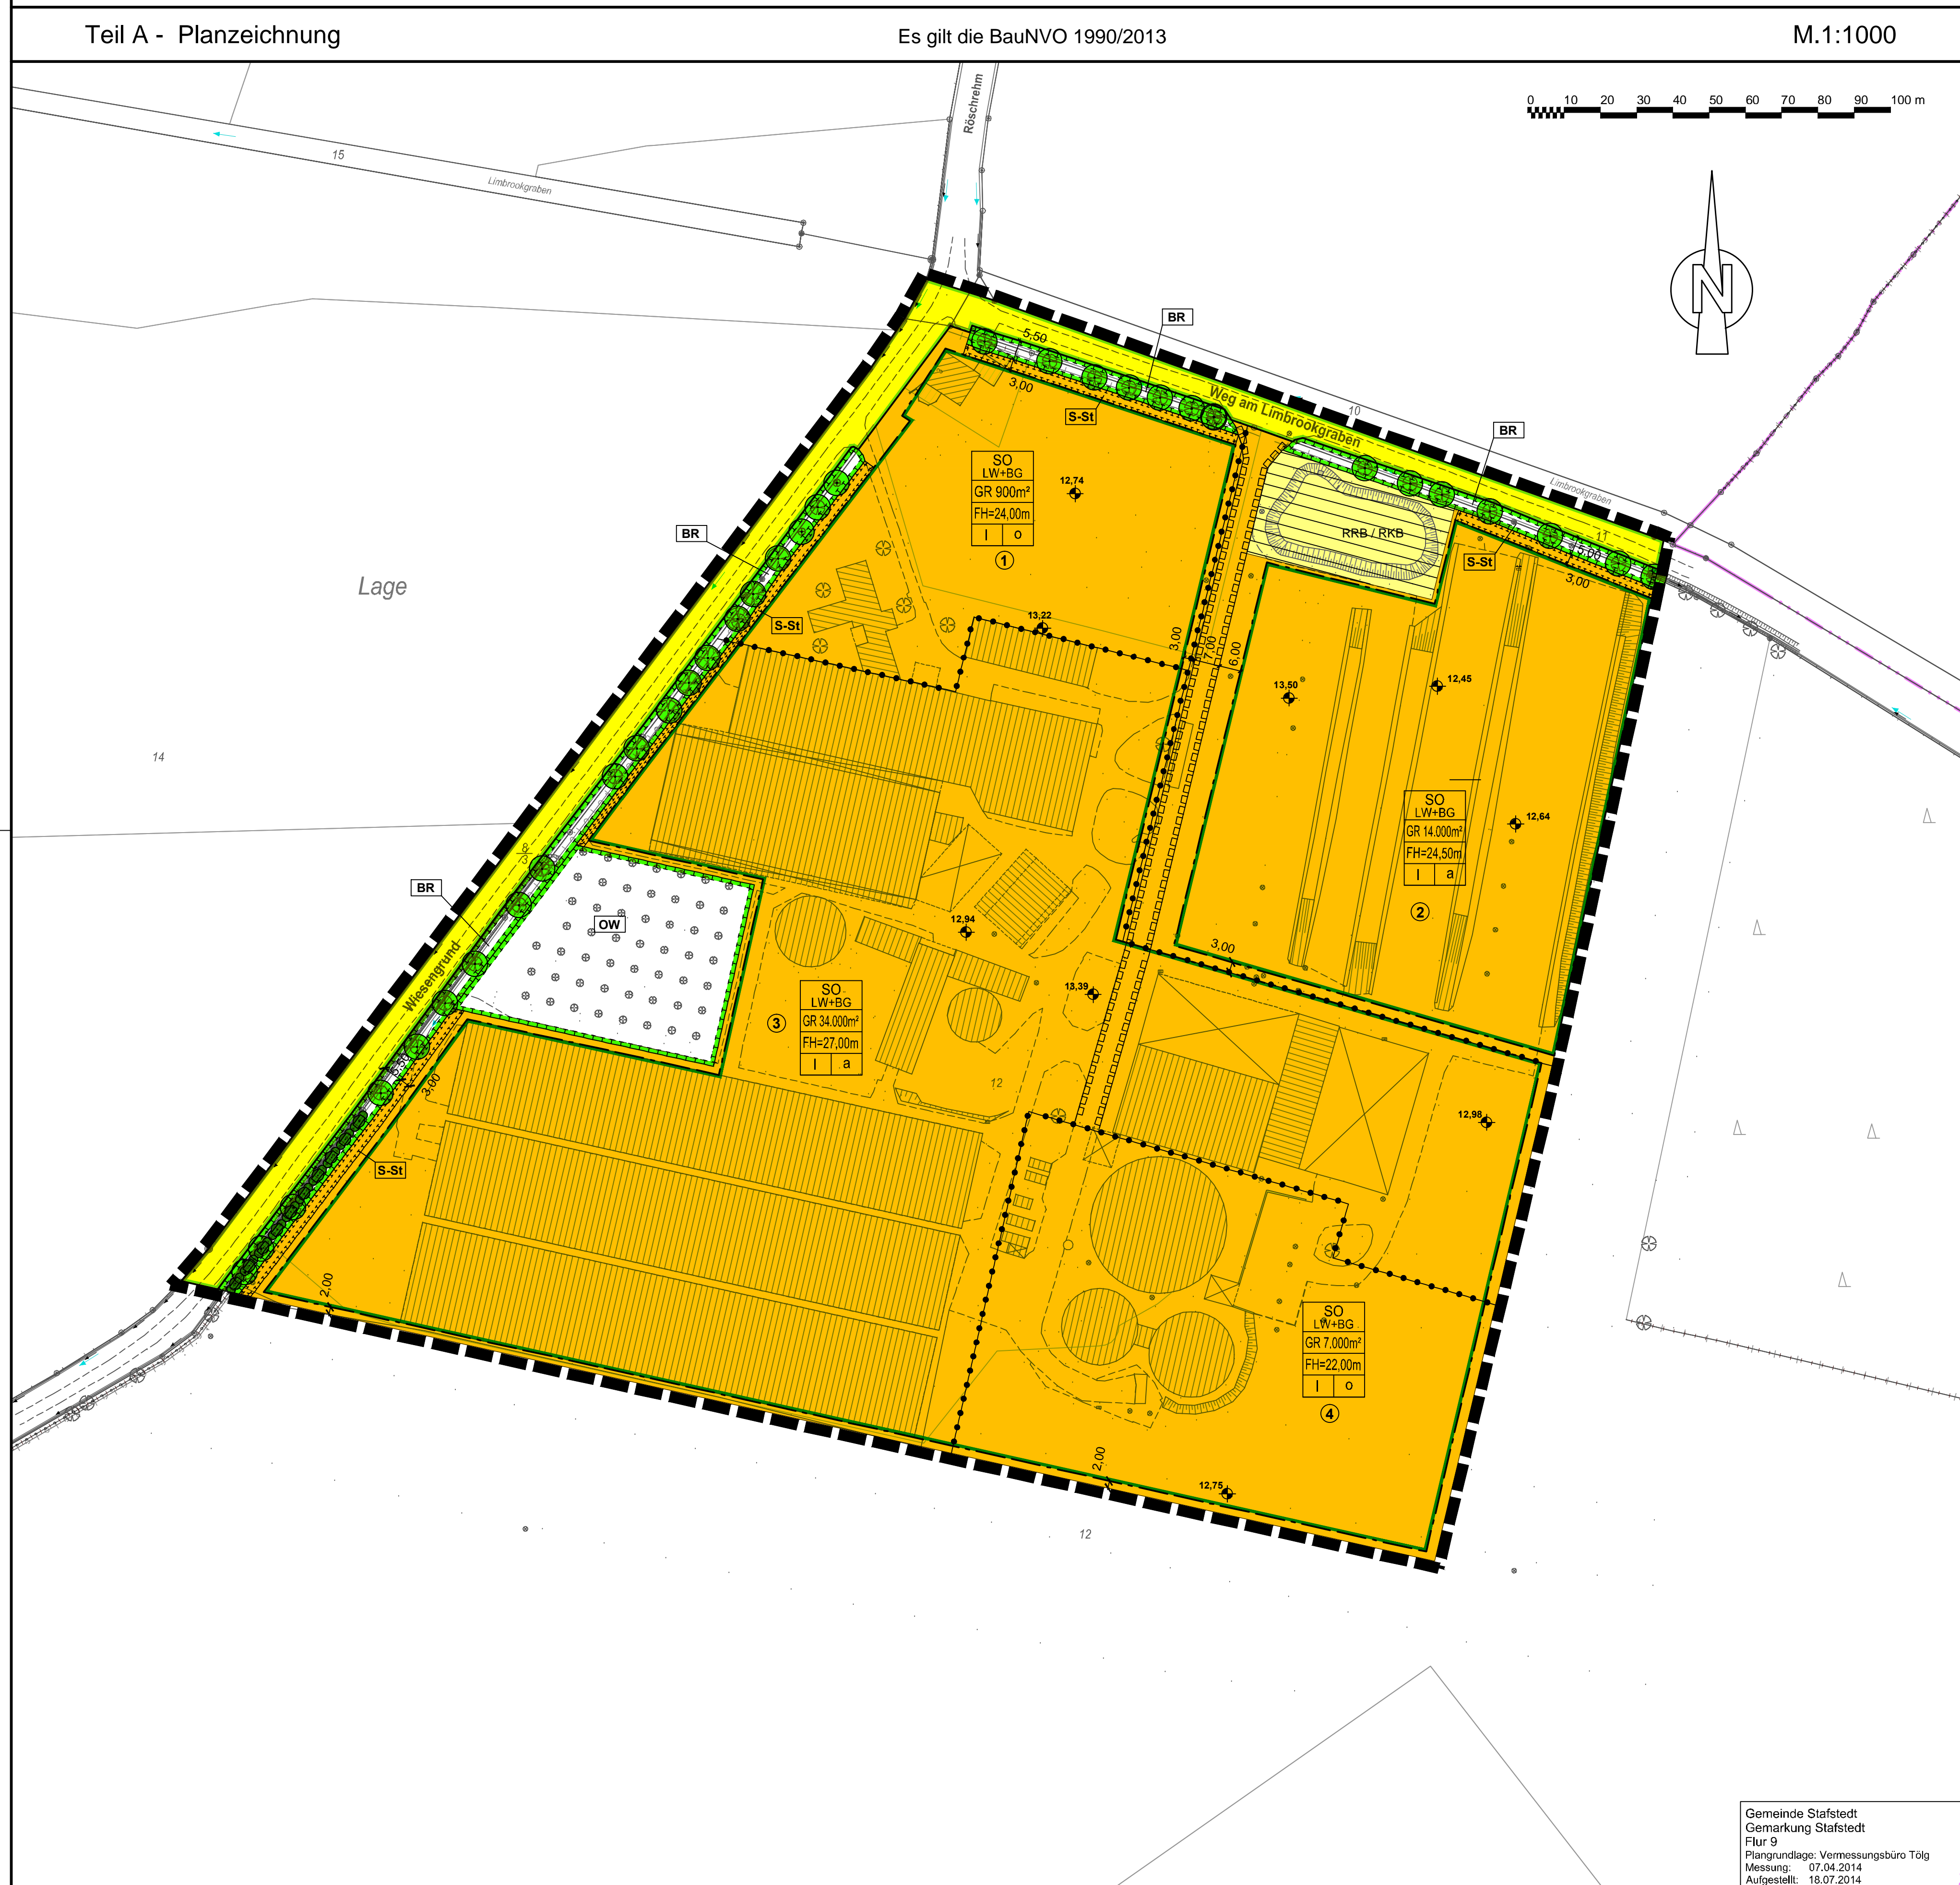 Teil A - Planzeichnung
Es gilt die BauNVO 1990/2013
M.1:1000
0 10 20 30 40 50 60 70 80 90 100 m
Röschrehm
15
Limbrookgraben
N
BR
5,50
3,00
S-St
Weg am Limbrookgraben
10
BR
Limbrookgraben
11
SO
LW+BG
GR 900m²
FH=24,00m
I o
1
12,74
RRB / RKB
S-St
5,00
3,00
BR
Lage
S-St
13,22
3,00
7,00
6,00
13,50
12,45
14
SO
LW+BG
GR 14.000m²
FH=24,50m
I a
2
12,64
8
3
BR
OW
12,94
3,00
Wiesengrund
SO
LW+BG
GR 34.000m²
FH=27,00m
I a
3
13,39
12
5,50
3,00
S-St
12,98
2,00
SO
LW+BG
GR 7.000m²
FH=22,00m
I o
4
2,00
12,75
12
Gemeinde Stafstedt
Gemarkung Stafstedt
Flur 9
Plangrundlage: Vermessungsbüro Tölg
Messung: 07.04.2014
Aufgestellt: 18.07.2014